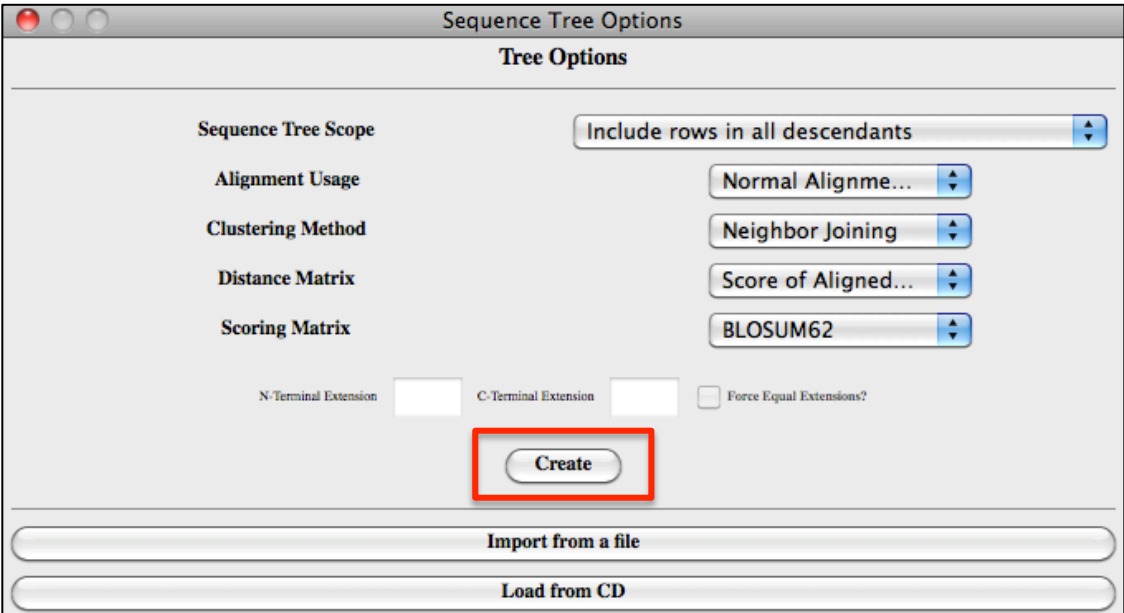 Sequence Tree Options
Tree Options
Sequence Tree Scope Include rows in all descendants
Alignment Usage Normal Alignme...
Clustering Method Neighbor Joining
Distance Matrix Score of Aligned...
Scoring Matrix BLOSUM62
N-Terminal Extension C-Terminal Extension Force Equal Extensions?
Create
Import from a file
Load from CD